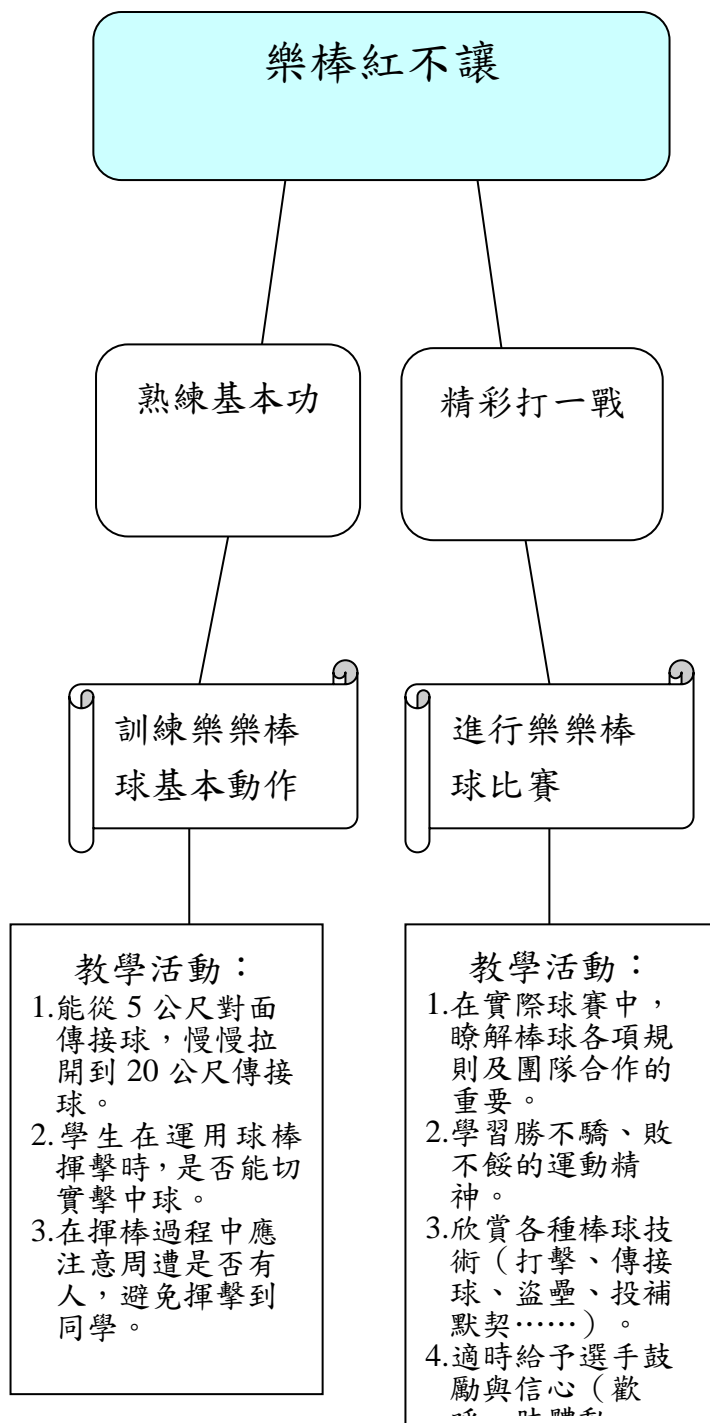 樂棒紅不讓
熟練基本功
精彩打一戰
訓練樂樂棒
球基本動作
進行樂樂棒
球比賽
教學活動：
1.能從 5 公尺對面
傳接球，慢慢拉
開到 20 公尺傳接
球。
2.學生在運用球棒
揮擊時，是否能切
實擊中球。
3.在揮棒過程中應
注意周遭是否有
人，避免揮擊到
同學。
教學活動：
1.在實際球賽中，
瞭解棒球各項規
則及團隊合作的
重要。
2.學習勝不驕、敗
不餒的運動精
神。
3.欣賞各種棒球技
術（打擊、傳接
球、盜壘、投補
默契⋯⋯）。
4.適時給予選手鼓
勵與信心（歡